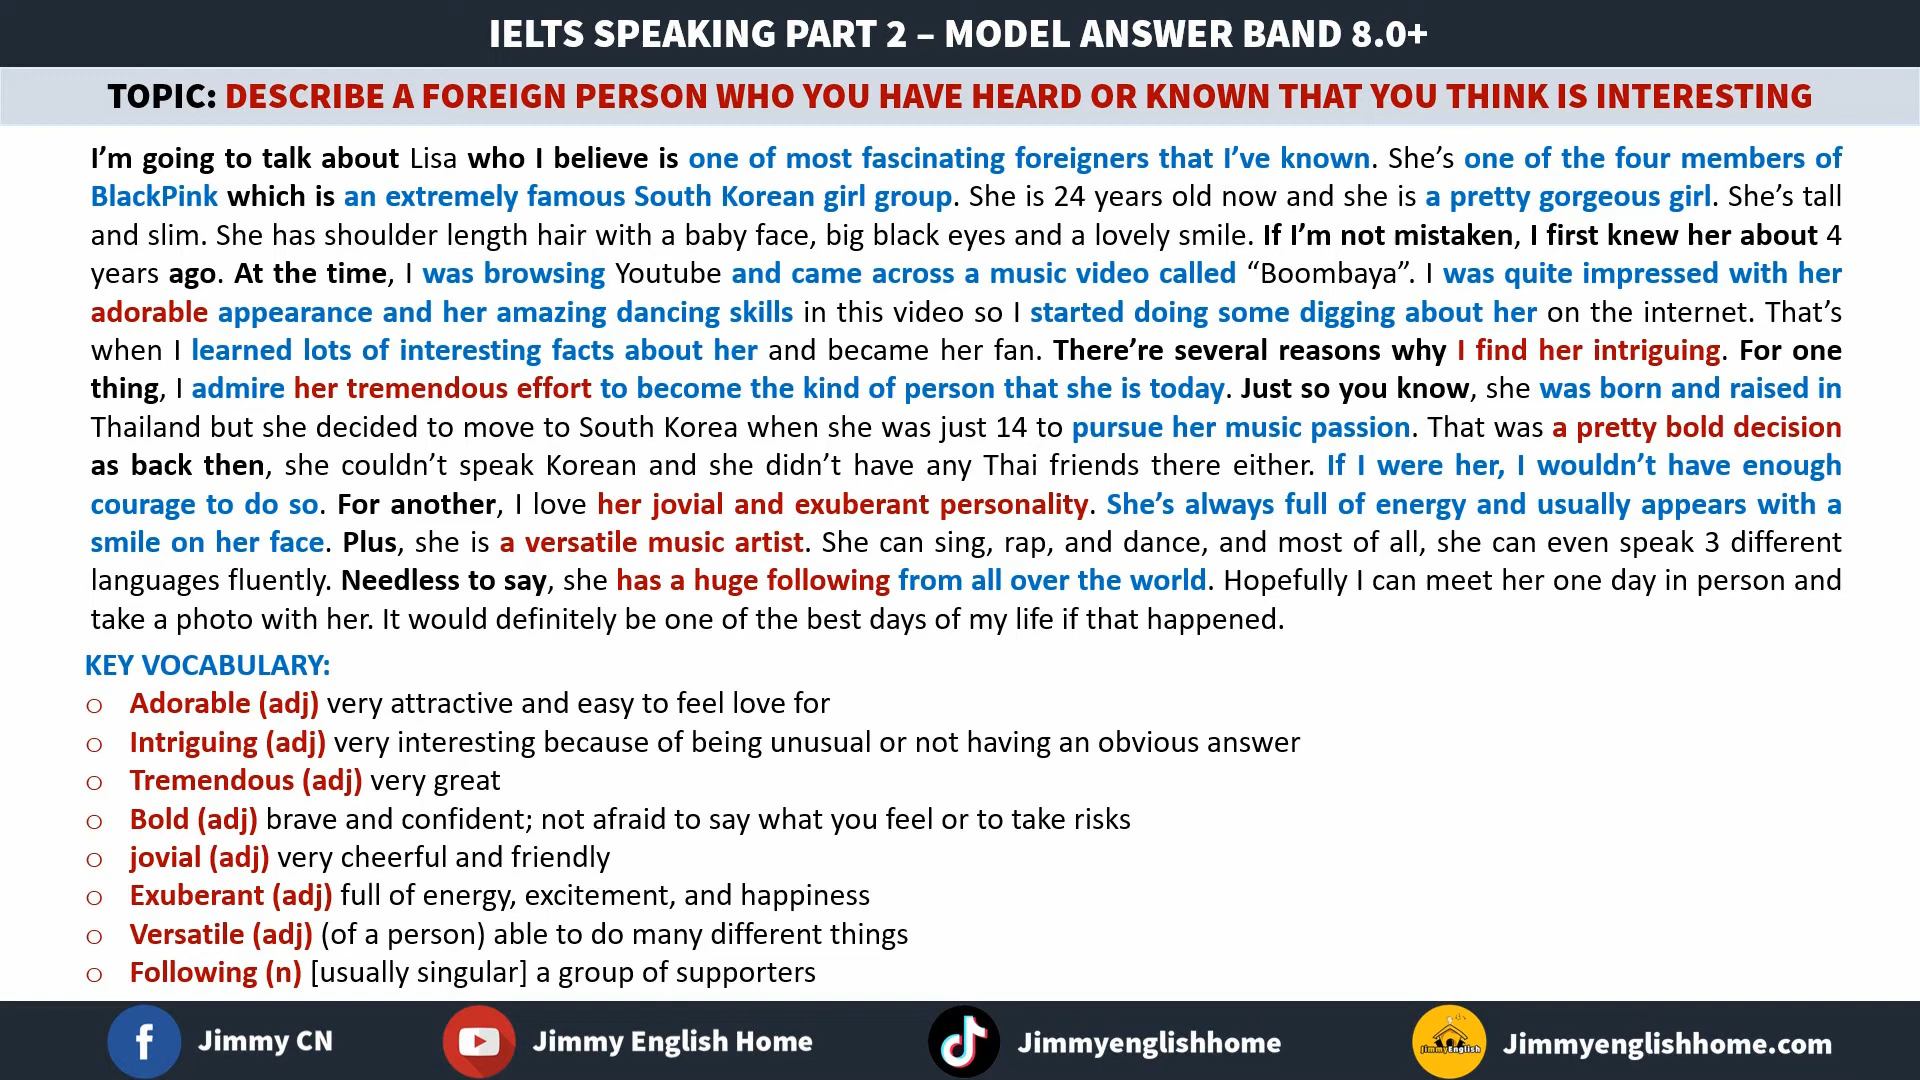 IELTS SPEAKING PART 2 – MODEL ANSWER BAND 8.0+
TOPIC: DESCRIBE A FOREIGN PERSON WHO YOU HAVE HEARD OR KNOWN THAT YOU THINK IS INTERESTING
I’m going to talk about Lisa who I believe is one of most fascinating foreigners that I’ve known. She’s one of the four members of
BlackPink which is an extremely famous South Korean girl group. She is 24 years old now and she is a pretty gorgeous girl. She’s tall
and slim. She has shoulder length hair with a baby face, big black eyes and a lovely smile. If I’m not mistaken, I first knew her about 4
years ago. At the time, I was browsing Youtube and came across a music video called “Boombaya”. I was quite impressed with her
adorable appearance and her amazing dancing skills in this video so I started doing some digging about her on the internet. That’s
when I learned lots of interesting facts about her and became her fan. There’re several reasons why I find her intriguing. For one
thing, I admire her tremendous effort to become the kind of person that she is today. Just so you know, she was born and raised in
Thailand but she decided to move to South Korea when she was just 14 to pursue her music passion. That was a pretty bold decision
as back then, she couldn’t speak Korean and she didn’t have any Thai friends there either. If I were her, I wouldn’t have enough
courage to do so. For another, I love her jovial and exuberant personality. She’s always full of energy and usually appears with a
smile on her face. Plus, she is a versatile music artist. She can sing, rap, and dance, and most of all, she can even speak 3 different
languages fluently. Needless to say, she has a huge following from all over the world. Hopefully I can meet her one day in person and
take a photo with her. It would definitely be one of the best days of my life if that happened.
KEY VOCABULARY:
o Adorable (adj) very attractive and easy to feel love for
o Intriguing (adj) very interesting because of being unusual or not having an obvious answer
o Tremendous (adj) very great
o Bold (adj) brave and confident; not afraid to say what you feel or to take risks
o jovial (adj) very cheerful and friendly
o Exuberant (adj) full of energy, excitement, and happiness
o Versatile (adj) (of a person) able to do many different things
o Following (n) [usually singular] a group of supporters
Jimmy CN
Jimmy English Home
Jimmyenglishhome
JimmyEnglish
Jimmyenglishhome.com